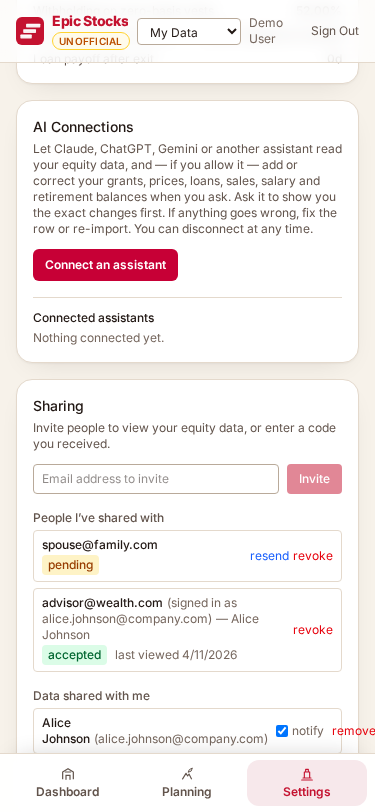 Epic Stocks
UNOFFICIAL
My Data
Demo
User
Sign Out
AI Connections
Let Claude, ChatGPT, Gemini or another assistant read
your equity data, and — if you allow it — add or
correct your grants, prices, loans, sales, salary and
retirement balances when you ask. Ask it to show you
the exact changes first. If anything goes wrong, fix the
row or re-import. You can disconnect at any time.
Connect an assistant
Connected assistants
Nothing connected yet.
Sharing
Invite people to view your equity data, or enter a code
you received.
Email address to invite
Invite
People I've shared with
spouse@family.com
pending
resend revoke
advisor@wealth.com (signed in as
alice.johnson@company.com) — Alice
Johnson
revoke
accepted last viewed 4/11/2026
Data shared with me
Alice
Johnson (alice.johnson@company.com)
notify remove
Dashboard
Planning
Settings